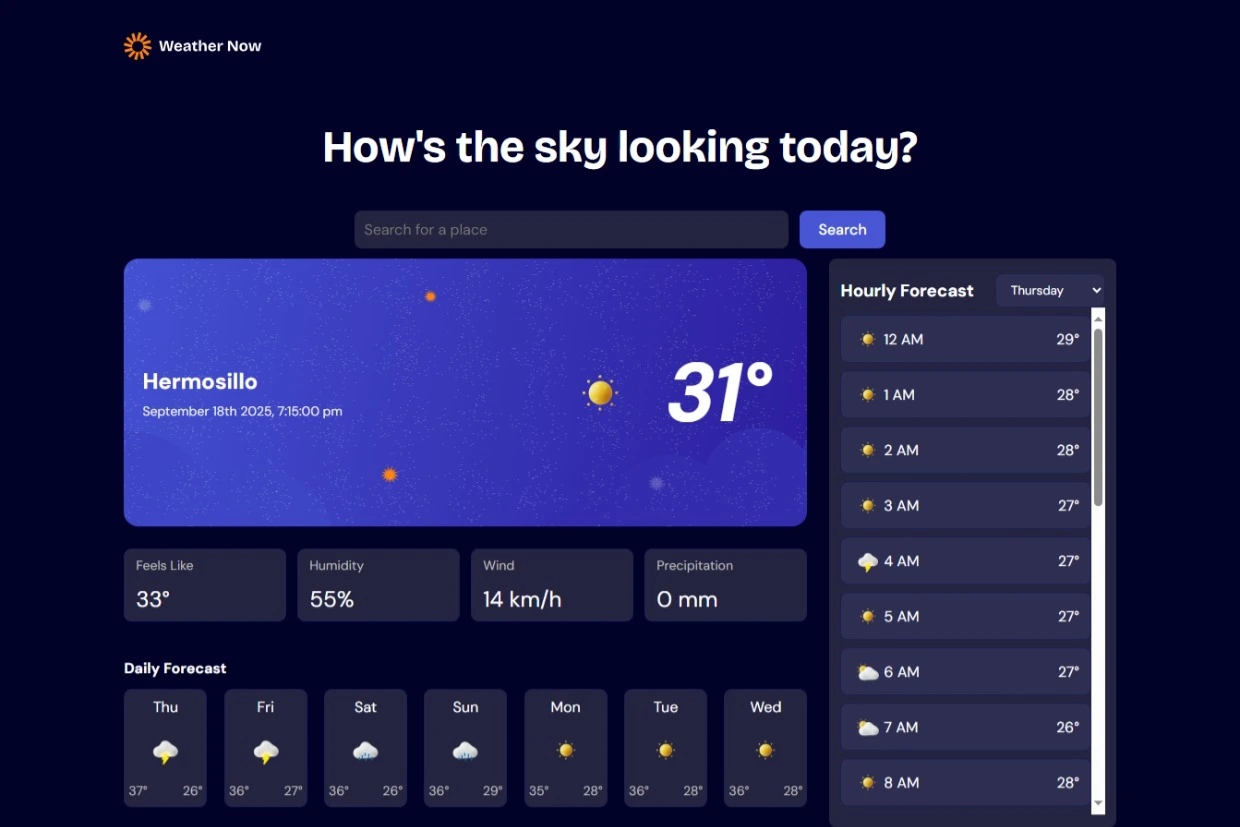 Weather Now
How's the sky looking today?
Search for a place
Search
Hermosillo
September 18th 2025, 7:15:00 pm
31°
Feels Like
33°
Humidity
55%
Wind
14 km/h
Precipitation
0 mm
Daily Forecast
Thu
37° 26°
Fri
36° 27°
Sat
36° 26°
Sun
36° 29°
Mon
35° 28°
Tue
36° 28°
Wed
36° 28°
Hourly Forecast
Thursday
12 AM 29°
1 AM 28°
2 AM 28°
3 AM 27°
4 AM 27°
5 AM 27°
6 AM 27°
7 AM 26°
8 AM 28°